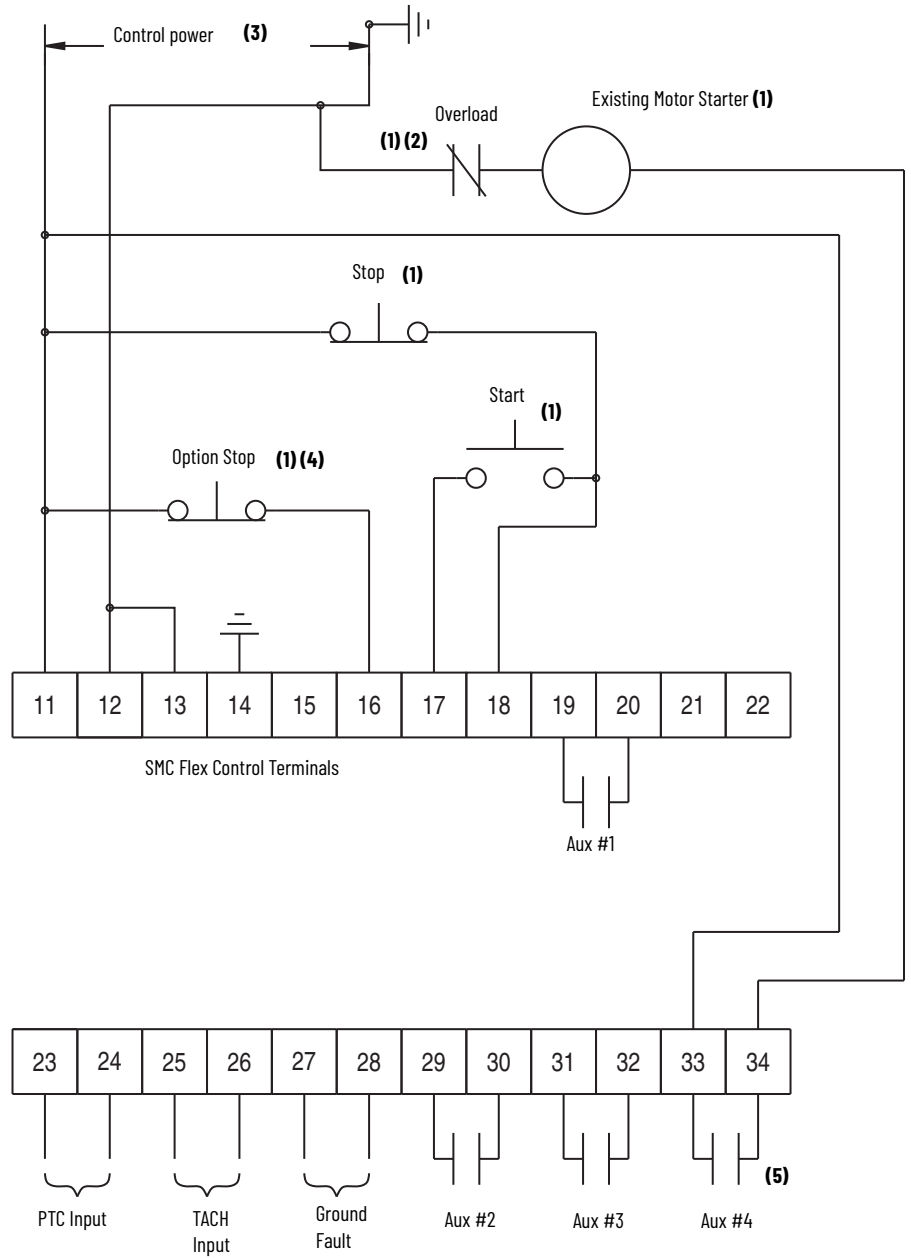 Control power (3)
Existing Motor Starter (1)
Overload
(1) (2)
Stop (1)
Start
(1)
Option Stop (1) (4)
11 12 13 14 15 16 17 18 19 20 21 22
SMC Flex Control Terminals
Aux #1
23 24 25 26 27 28 29 30 31 32 33 34
(5)
PTC Input
TACH
Input
Ground
Fault
Aux #2
Aux #3
Aux #4